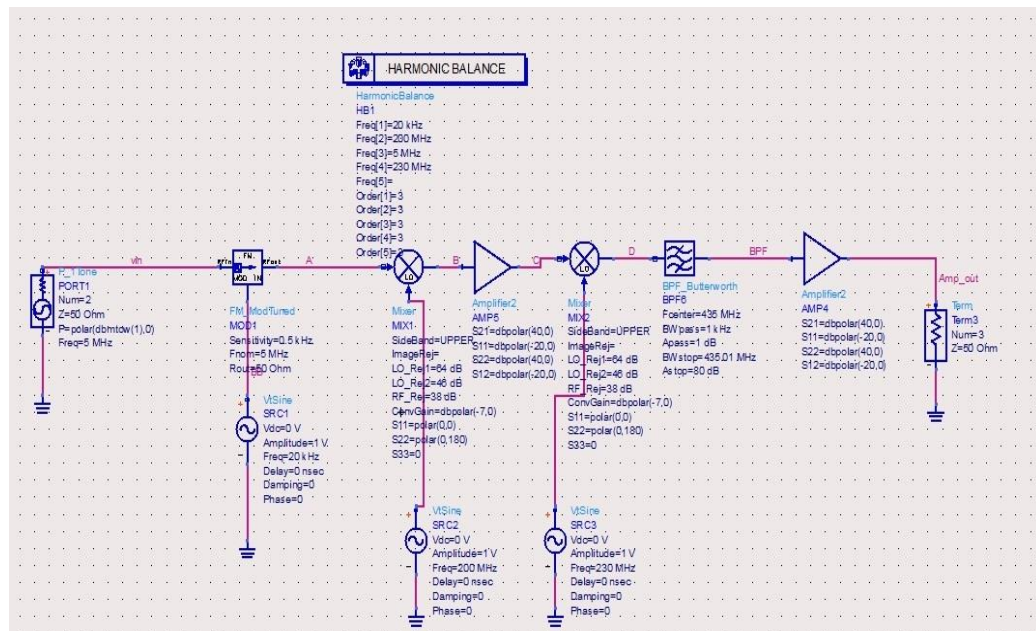 HARMONIC BALANCE
HarmonicBalance
HB1
Freq[1]=20 kHz
Freq[2]=200 MHz
Freq[3]=5 MHz
Freq[4]=230 MHz
Freq[5]=
Order[1]=3
Order[2]=3
Order[3]=3
Order[4]=3
Order[5]=3
vin
P_1Tone
PORT1
Num=2
Z=50 Ohm
P=polar(dbmtow(1),0)
Freq=5 MHz
FM
MOD IN
RFin
RFout
FM_ModTuned
MOD1
Sensitivity=0.5 kHz
Fnom=5 MHz
Rout=50 Ohm
VtSine
SRC1
Vdc=0 V
Amplitude=1 V
Freq=20 kHz
Delay=0 nsec
Damping=0
Phase=0
A
LO
Mixer
MIX1
SideBand=UPPER
ImageRej=
LO_Rej1=64 dB
LO_Rej2=46 dB
RF_Rej=38 dB
ConvGain=dbpolar(-7,0)
S11=polar(0,0)
S22=polar(0,180)
S33=0
VtSine
SRC2
Vdc=0 V
Amplitude=1 V
Freq=200 MHz
Delay=0 nsec
Damping=0
Phase=0
B
Amplifier2
AMP5
S21=dbpolar(40,0)
S11=dbpolar(-20,0)
S22=dbpolar(40,0)
S12=dbpolar(-20,0)
C
LO
Mixer
MIX2
SideBand=UPPER
ImageRej=
LO_Rej1=64 dB
LO_Rej2=46 dB
RF_Rej=38 dB
ConvGain=dbpolar(-7,0)
S11=polar(0,0)
S22=polar(0,180)
S33=0
VtSine
SRC3
Vdc=0 V
Amplitude=1 V
Freq=230 MHz
Delay=0 nsec
Damping=0
Phase=0
D
BPF_Butterworth
BPF6
Fcenter=435 MHz
BWpass=1 kHz
Apass=1 dB
BWstop=435.01 MHz
Astop=80 dB
BPF
Amplifier2
AMP4
S21=dbpolar(40,0)
S11=dbpolar(-20,0)
S22=dbpolar(40,0)
S12=dbpolar(-20,0)
Amp_out
Term
Term3
Num=3
Z=50 Ohm